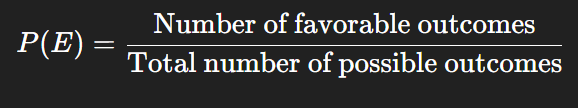 P(E) = Number of favorable outcomes
Total number of possible outcomes